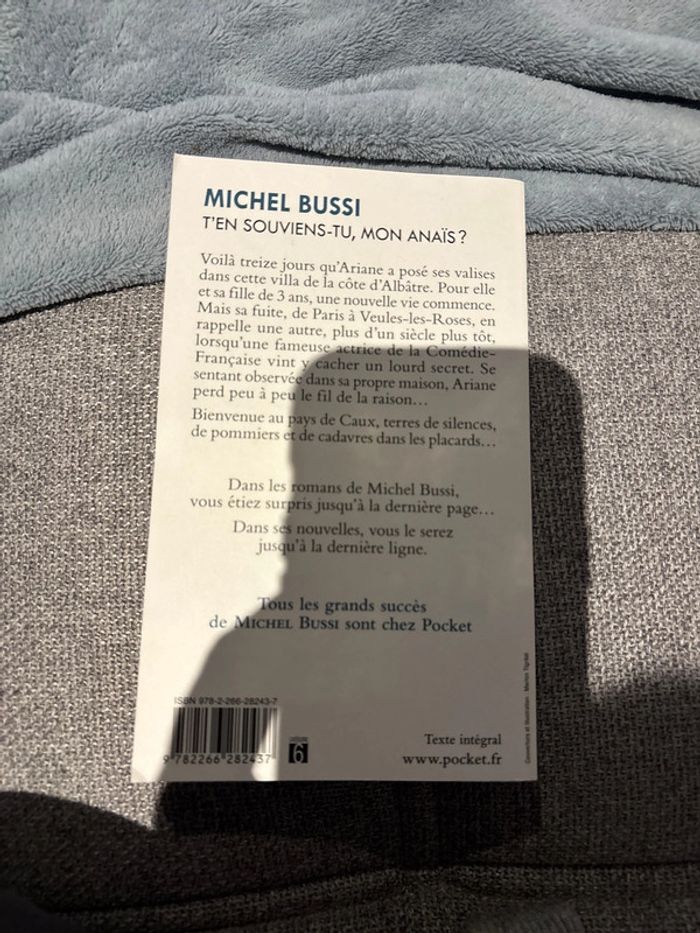 MICHEL BUSSI
T'EN SOUVIENS-TU, MON ANAÏS ?
Voilà treize jours qu'Ariane a posé ses valises
dans cette villa de la côte d'Albâtre. Pour elle
et sa fille de 3 ans, une nouvelle vie commence.
Mais sa fuite, de Paris à Veules-les-Roses, en
rappelle une autre, plus d'un siècle plus tôt,
lorsqu'une fameuse actrice de la Comédie-
Française vint y cacher un lourd secret. Se
sentant observée dans sa propre maison, Ariane
perd peu à peu le fil de la raison…
Bienvenue au pays de Caux, terres de silences,
de pommiers et de cadavres dans les placards…
Dans les romans de Michel Bussi,
vous étiez surpris jusqu'à la dernière page…
Dans ses nouvelles, vous le serez
jusqu'à la dernière ligne.
Tous les grands succès
de MICHEL BUSSI sont chez Pocket
ISBN 978-2-266-28243-7
9 782266 282437
6
Texte intégral
www.pocket.fr
Couverture et illustration : Marion Tigréat